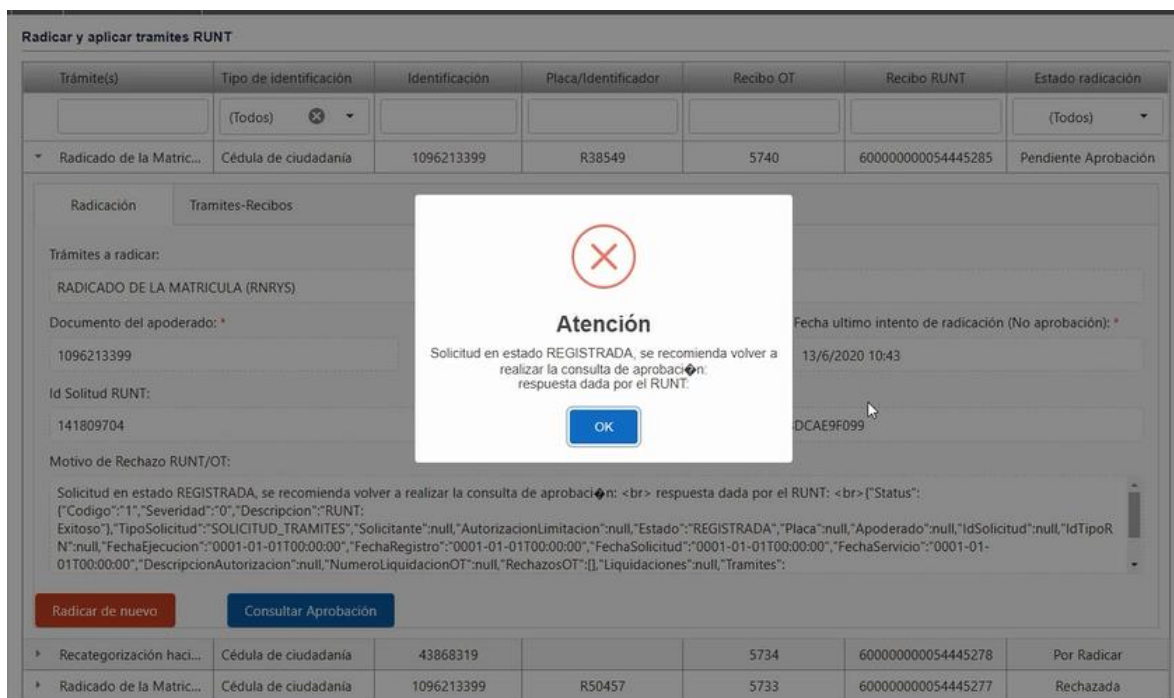 Radicar y aplicar tramites RUNT
Trámite(s) Tipo de identificación Identificación Placa/Identificador Recibo OT Recibo RUNT Estado radicación
(Todos) (Todos)
Radicado de la Matric... Cédula de ciudadanía 1096213399 R38549 5740 600000000054445285 Pendiente Aprobación
Radicación Tramites-Recibos
Trámites a radicar:
RADICADO DE LA MATRICULA (RNRYS)
Documento del apoderado: * Fecha ultimo intento de radicación (No aprobación): *
1096213399 13/6/2020 10:43
Id Solitud RUNT:
141809704 DCAE9F099
Atención
Solicitud en estado REGISTRADA, se recomienda volver a
realizar la consulta de aprobaci�n:
respuesta dada por el RUNT:
OK
Motivo de Rechazo RUNT/OT:
Solicitud en estado REGISTRADA, se recomienda volver a realizar la consulta de aprobaci�n: <br> respuesta dada por el RUNT: <br>{"Status":
{"Codigo":"1","Severidad":"0","Descripcion":"RUNT:
Exitoso"},"TipoSolicitud":"SOLICITUD_TRAMITES","Solicitante":null,"AutorizacionLimitacion":null,"Estado":"REGISTRADA","Placa":null,"Apoderado":null,"IdSolicitud":null,"IdTipoR
N":null,"FechaEjecucion":"0001-01-01T00:00:00","FechaRegistro":"0001-01-01T00:00:00","FechaSolicitud":"0001-01-01T00:00:00","FechaServicio":"0001-01-
01T00:00:00","DescripcionAutorizacion":null,"NumeroLiquidacionOT":null,"RechazosOT":[],"Liquidaciones":null,"Tramites":
Radicar de nuevo Consultar Aprobación
Recategorización haci... Cédula de ciudadanía 43868319 5734 600000000054445278 Por Radicar
Radicado de la Matric... Cédula de ciudadanía 1096213399 R50457 5733 600000000054445277 Rechazada